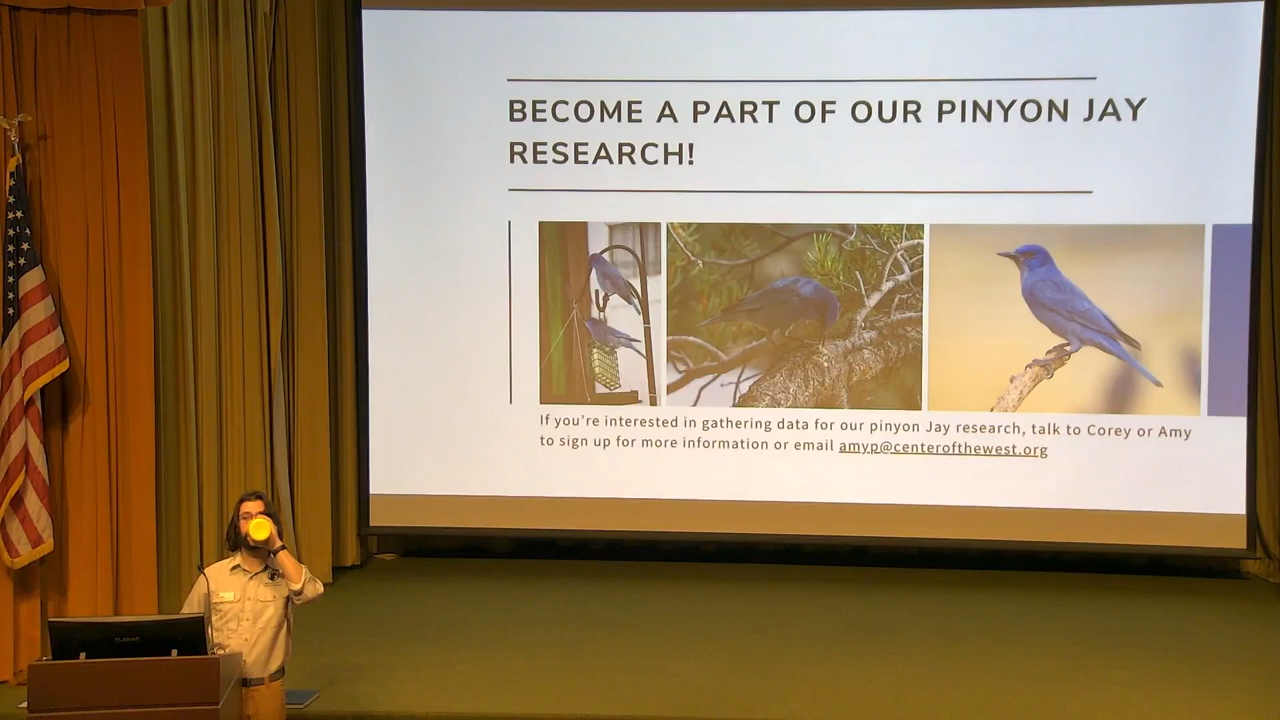 BECOME A PART OF OUR PINYON JAY
RESEARCH!
If you're interested in gathering data for our pinyon Jay research, talk to Corey or Amy
to sign up for more information or email amyp@centerofthewest.org